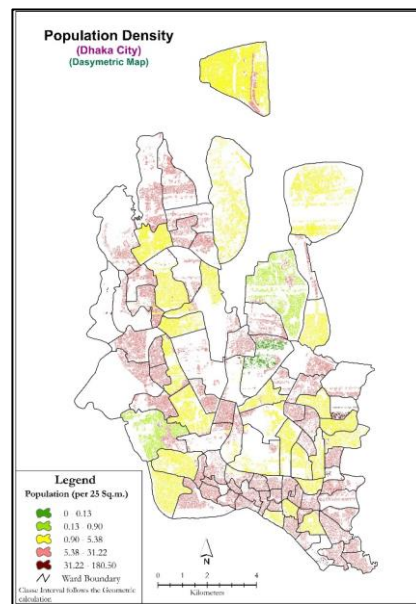 Population Density
(Dhaka City)
(Dasymetric Map)
Legend
Population (per 25 Sq.m.)
0 - 0.13
0.13 - 0.90
0.90 - 5.38
5.38 - 31.22
31.22 - 180.50
Ward Boundary
Classe Interval follows the Geometric
calculation.
N
0 1 2 4
Kilometers